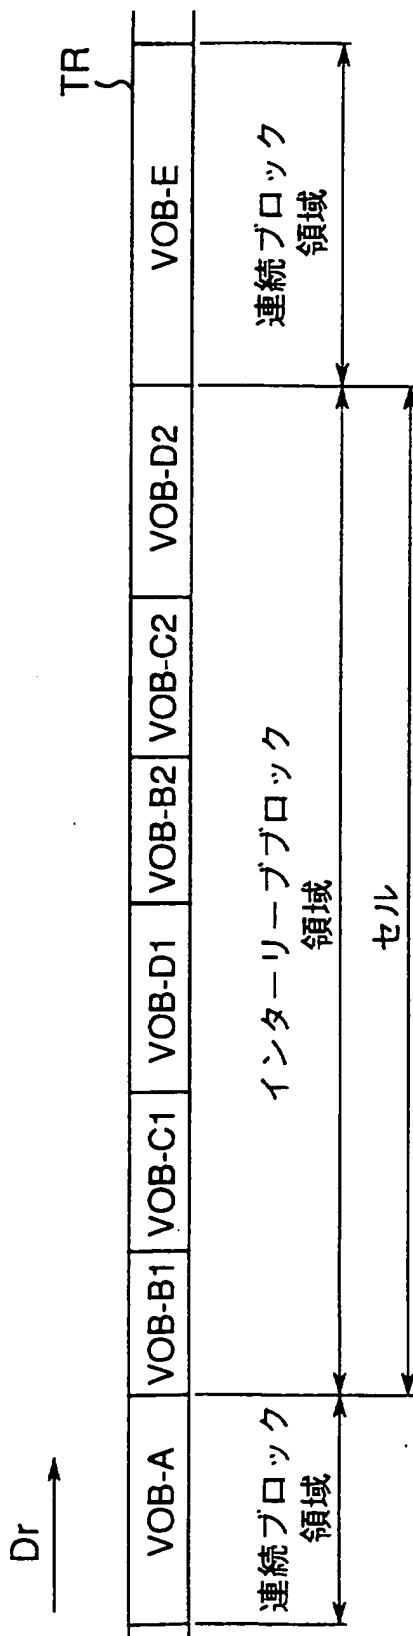 Dr
TR
VOB-A
VOB-B1
VOB-C1
VOB-D1
VOB-B2
VOB-C2
VOB-D2
VOB-E
連続ブロック
領域
インターリーブブロック
領域
連続ブロック
領域
セル